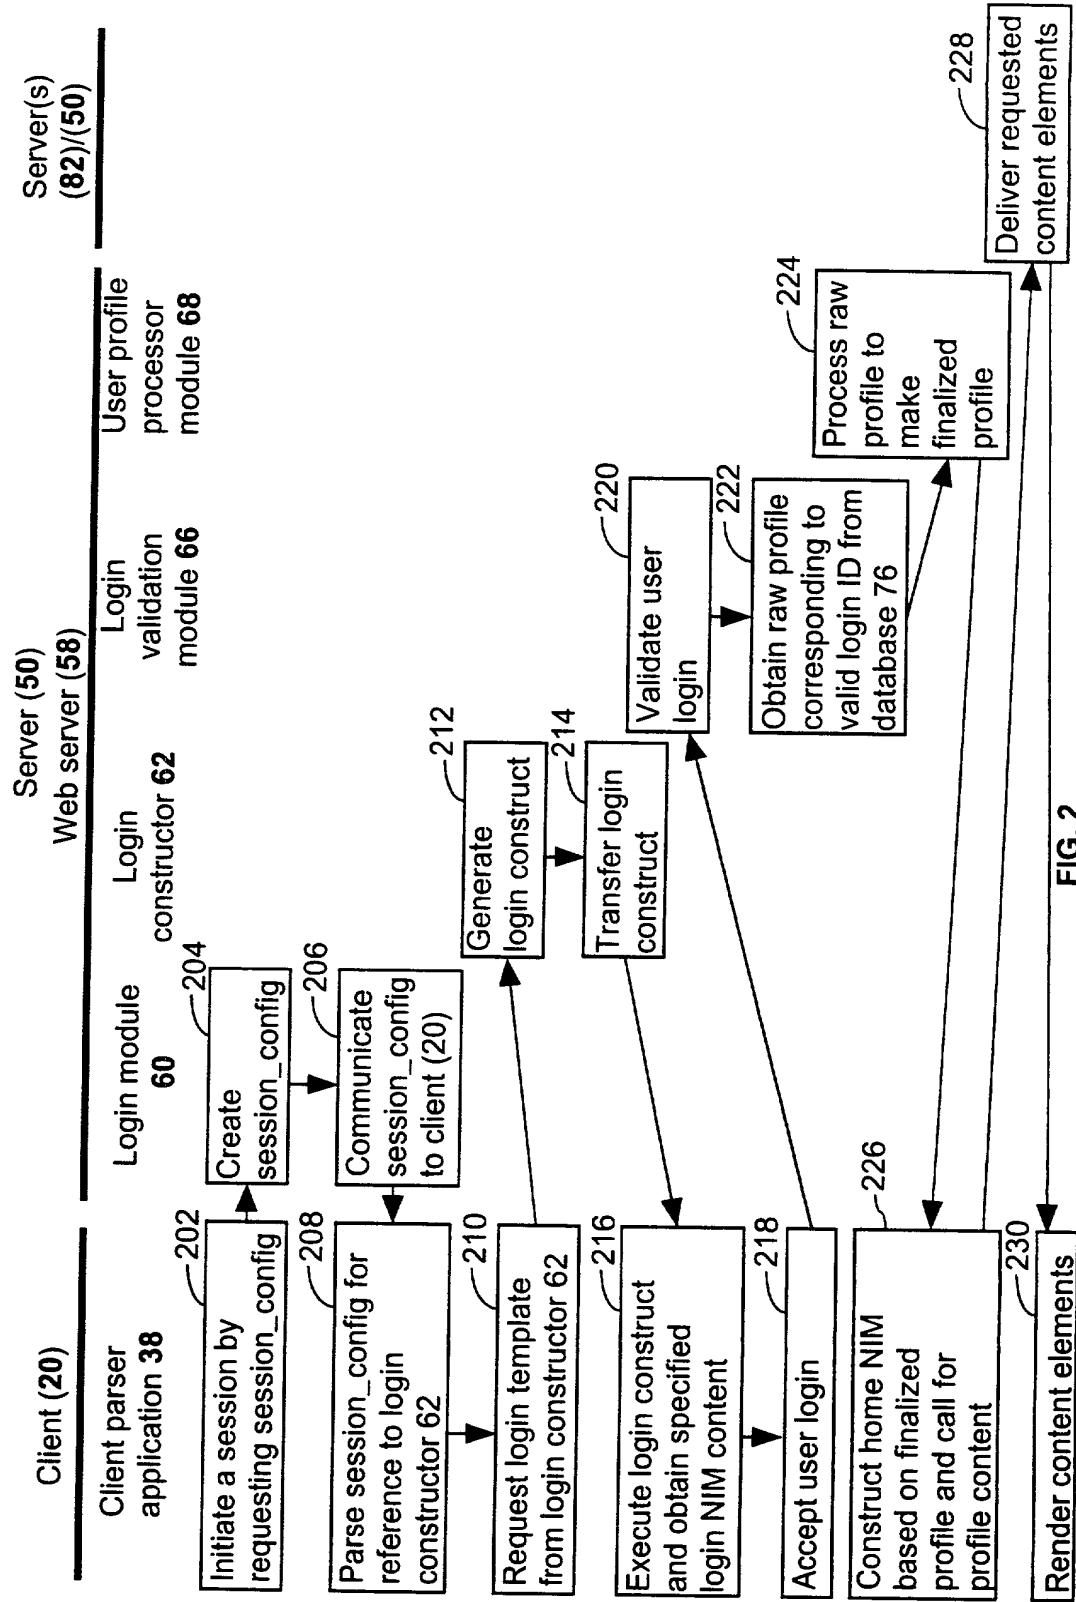 Client (20)
Client parser
application 38
Server (50)
Web server (58)
Login module
60
Login
constructor 62
Login
validation
module 66
User profile
processor
module 68
Server(s)
(82)/(50)
202
Initiate a session by
requesting session_config
204
Create
session_config
206
Communicate
session_config
to client (20)
208
Parse session_config for
reference to login
constructor 62
210
Request login template
from login constructor 62
212
Generate
login construct
214
Transfer login
construct
216
Execute login construct
and obtain specified
login NIM content
218
Accept user login
220
Validate user
login
222
Obtain raw profile
corresponding to
valid login ID from
database 76
224
Process raw
profile to
make
finalized
profile
226
Construct home NIM
based on finalized
profile and call for
profile content
228
Deliver requested
content elements
230
Render content elements
FIG. 2